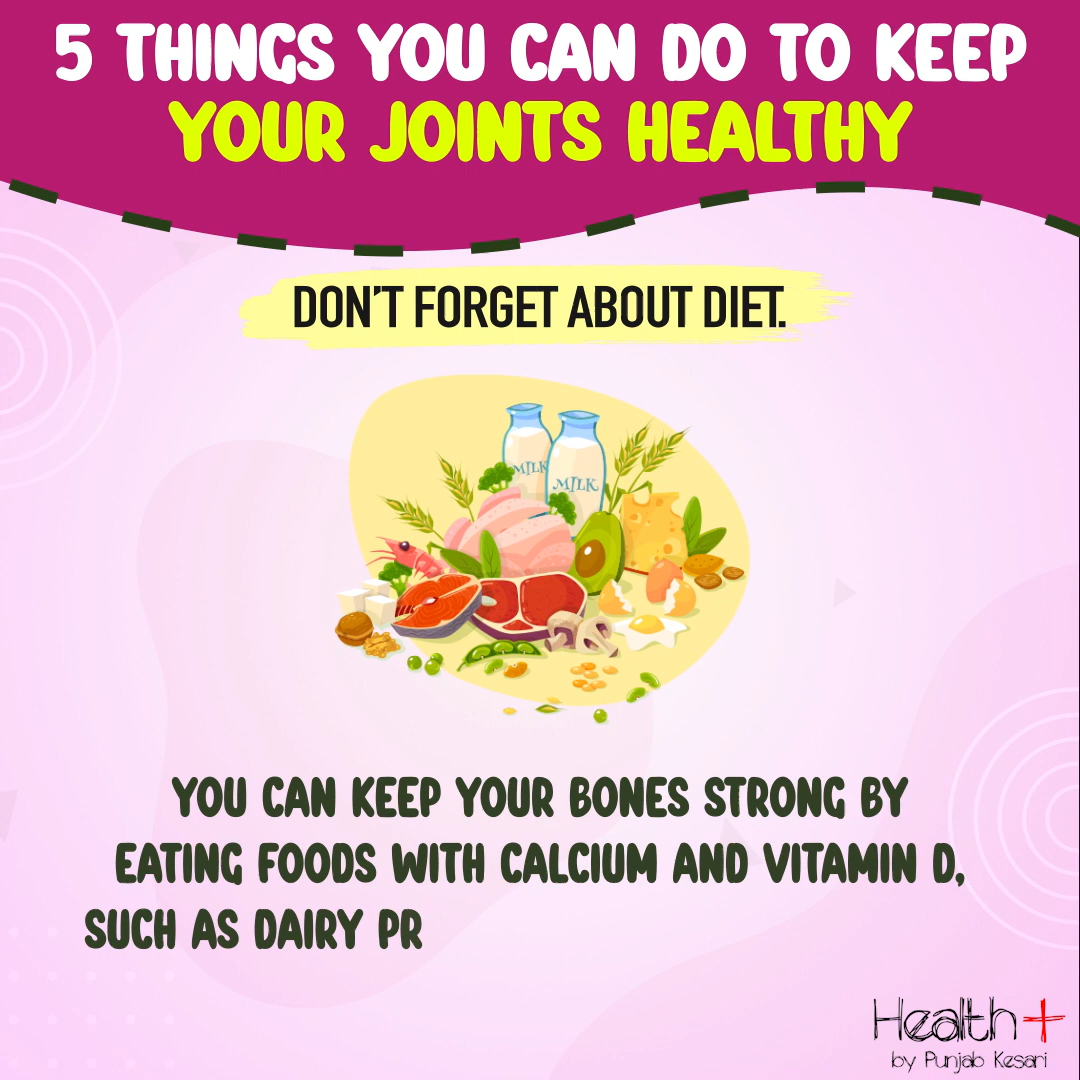 5 THINGS YOU CAN DO TO KEEP
YOUR JOINTS HEALTHY
DON'T FORGET ABOUT DIET.
MILK
MILK
YOU CAN KEEP YOUR BONES STRONG BY
EATING FOODS WITH CALCIUM AND VITAMIN D,
SUCH AS DAIRY PR
Health+
by Punjab Kesari